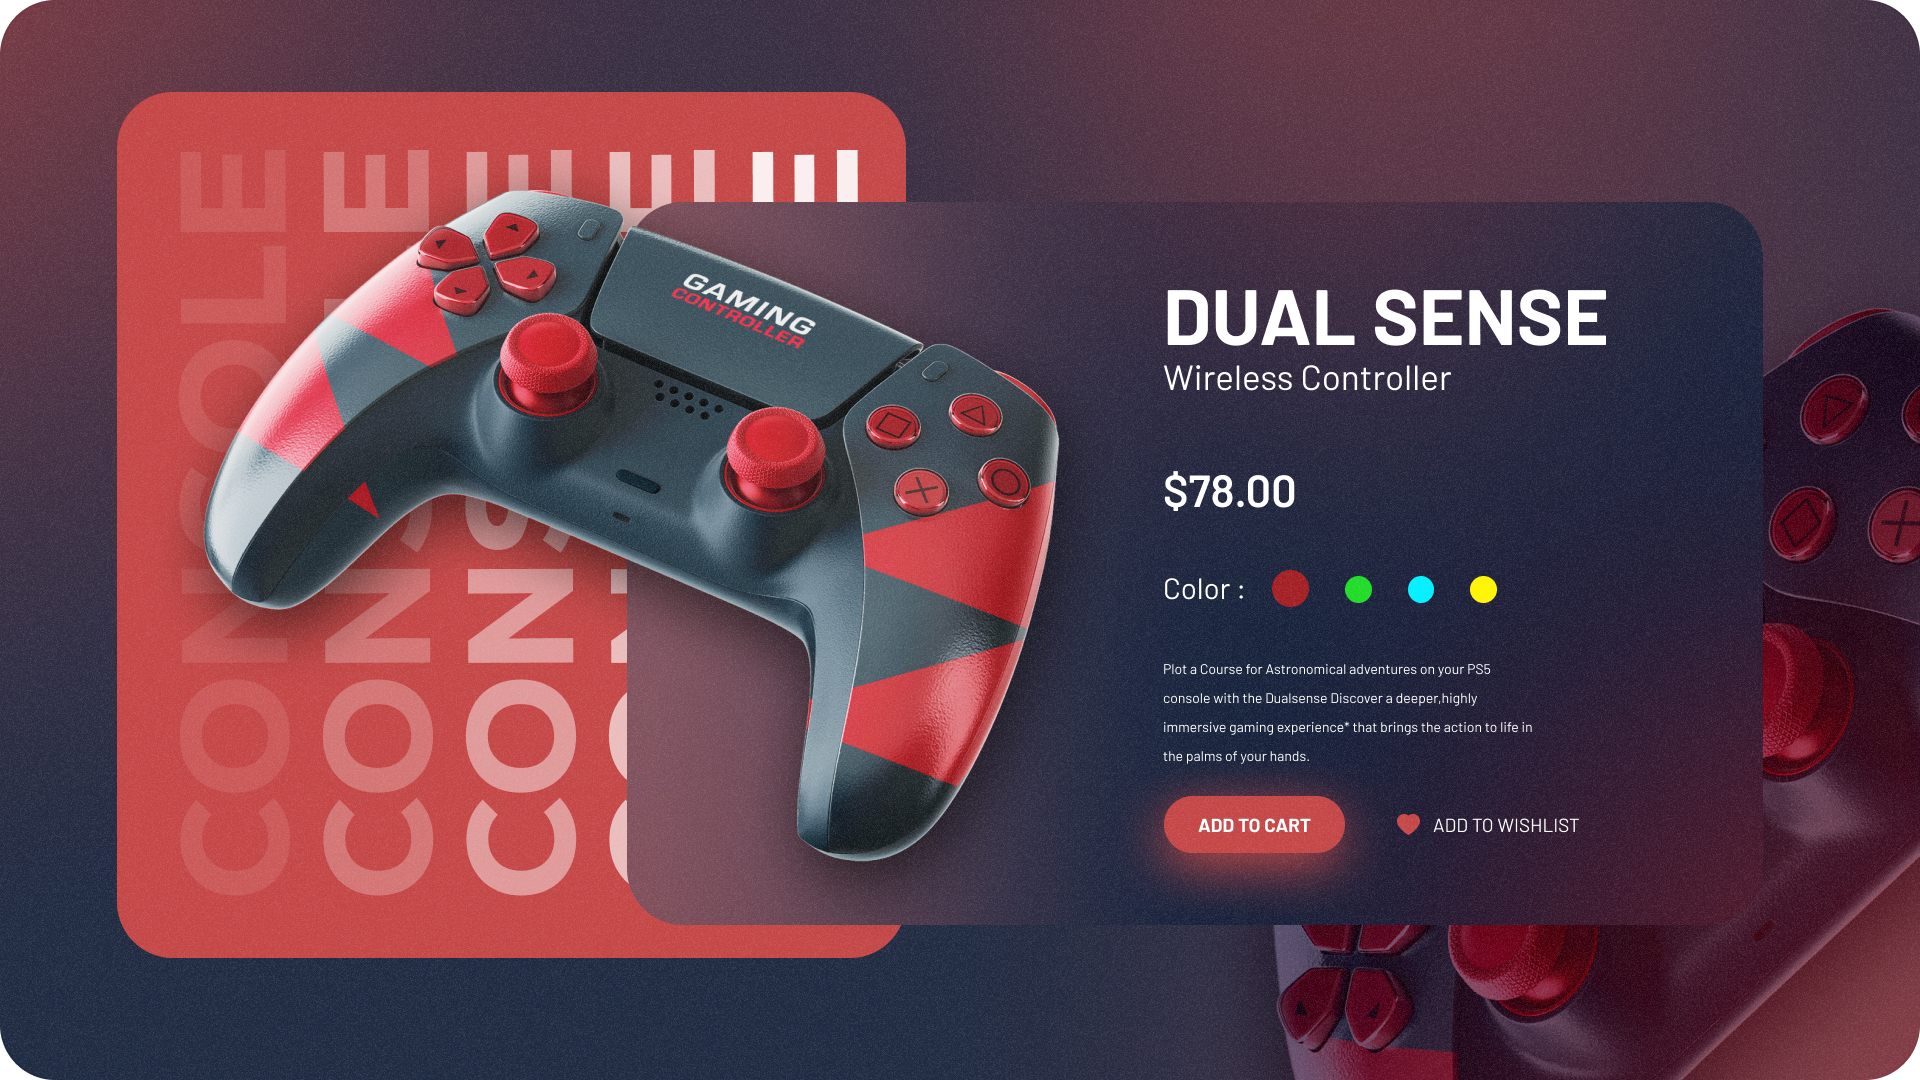 CONSOLE
CONSOLE
CONSOLE
GAMING
CONTROLLER
DUAL SENSE
Wireless Controller
$78.00
Color :
Plot a Course for Astronomical adventures on your PS5
console with the Dualsense Discover a deeper,highly
immersive gaming experience* that brings the action to life in
the palms of your hands.
ADD TO CART
ADD TO WISHLIST